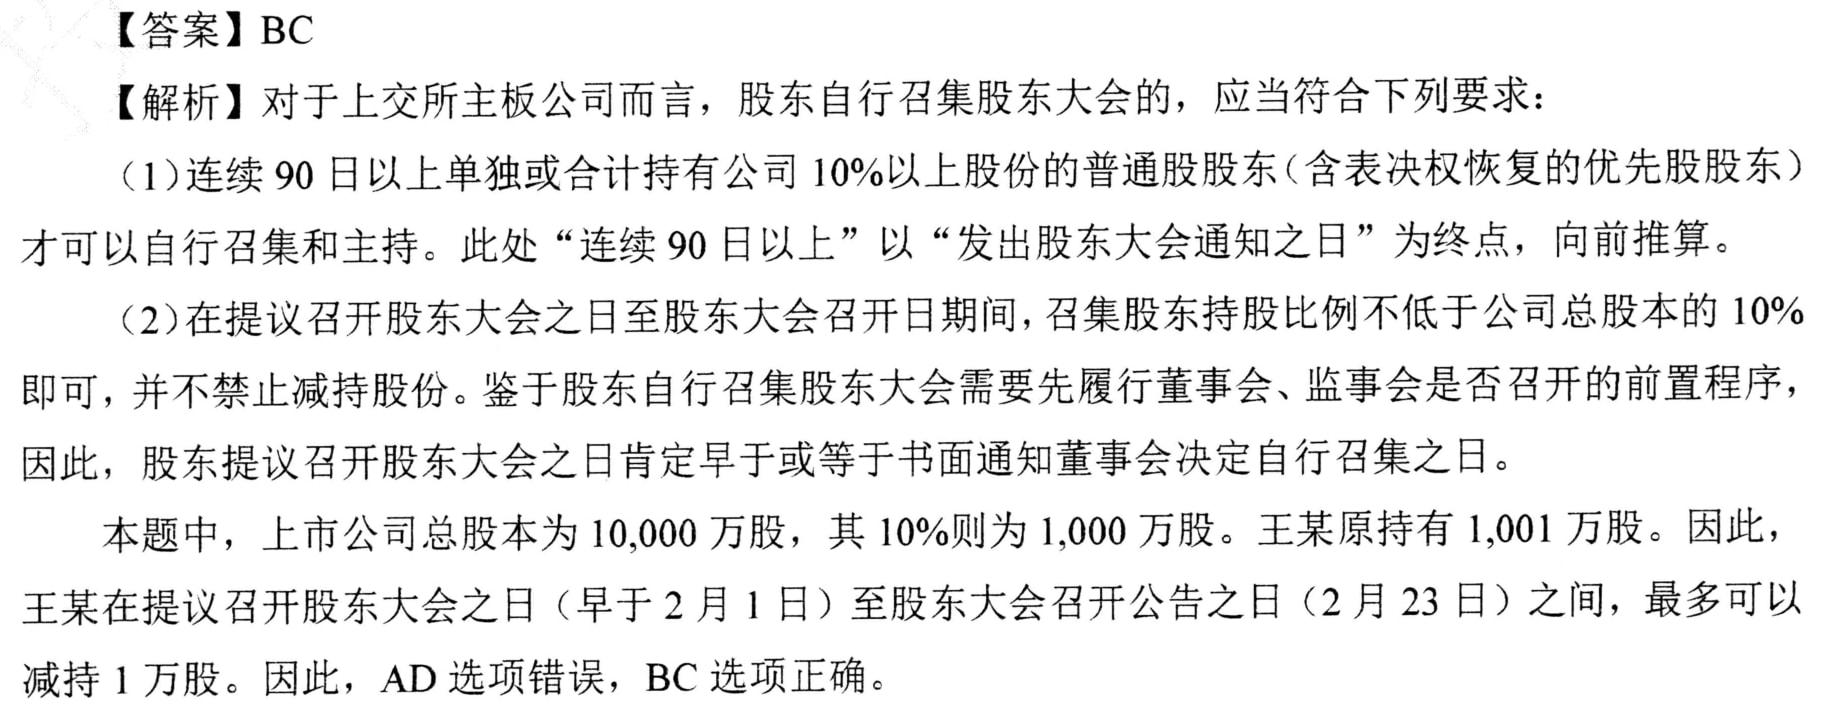 【答案】BC
【解析】对于上交所主板公司而言，股东自行召集股东大会的，应当符合下列要求：
（1）连续 90 日以上单独或合计持有公司 10%以上股份的普通股股东（含表决权恢复的优先股股东）
才可以自行召集和主持。此处“连续 90 日以上”以“发出股东大会通知之日”为终点，向前推算。
（2）在提议召开股东大会之日至股东大会召开日期间，召集股东持股比例不低于公司总股本的 10%
即可，并不禁止减持股份。鉴于股东自行召集股东大会需要先履行董事会、监事会是否召开的前置程序，
因此，股东提议召开股东大会之日肯定早于或等于书面通知董事会决定自行召集之日。
本题中，上市公司总股本为 10,000 万股，其 10%则为 1,000 万股。王某原持有 1,001 万股。因此，
王某在提议召开股东大会之日（早于 2 月 1 日）至股东大会召开公告之日（2 月 23 日）之间，最多可以
减持 1 万股。因此，AD 选项错误，BC 选项正确。